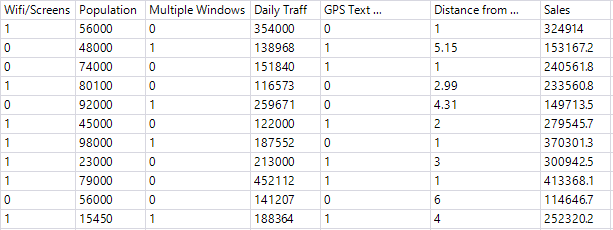 Wifi/Screens Population Multiple Windows Daily Traff GPS Text ... Distance from ... Sales
1 56000 0 354000 0 1 324914
0 48000 1 138968 1 5.15 153167.2
0 74000 0 151840 1 1 240561.8
1 80100 0 116573 0 2.99 233560.8
0 92000 1 259671 0 4.31 149713.5
1 45000 0 122000 1 2 279545.7
1 98000 1 187552 0 1 370301.3
1 23000 0 213000 1 3 300942.5
1 79000 0 452112 1 1 413368.1
0 56000 0 141207 0 6 114646.7
1 15450 1 188364 1 4 252320.2